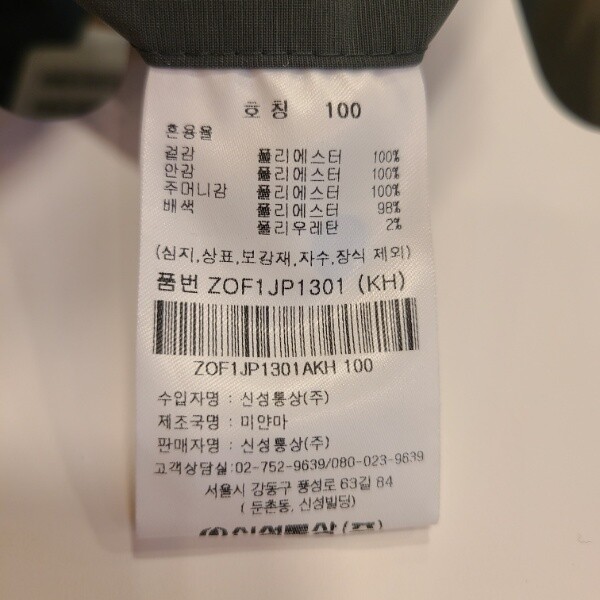 호칭 100
혼용율
겉감 폴리에스터 100%
안감 폴리에스터 100%
주머니감 폴리에스터 100%
배색 폴리에스터 98%
폴리우레탄 2%
(심지,상표,보강재,자수,장식 제외)
품번 ZOF1JP1301 (KH)
ZOF1JP1301AKH 100
수입자명 : 신성통상(주)
제조국명 : 미얀마
판매자명 : 신성통상(주)
고객상담실:02-752-9639/080-023-9639
서울시 강동구 풍성로 63길 84
(둔촌동, 신성빌딩)
신성통상(주)